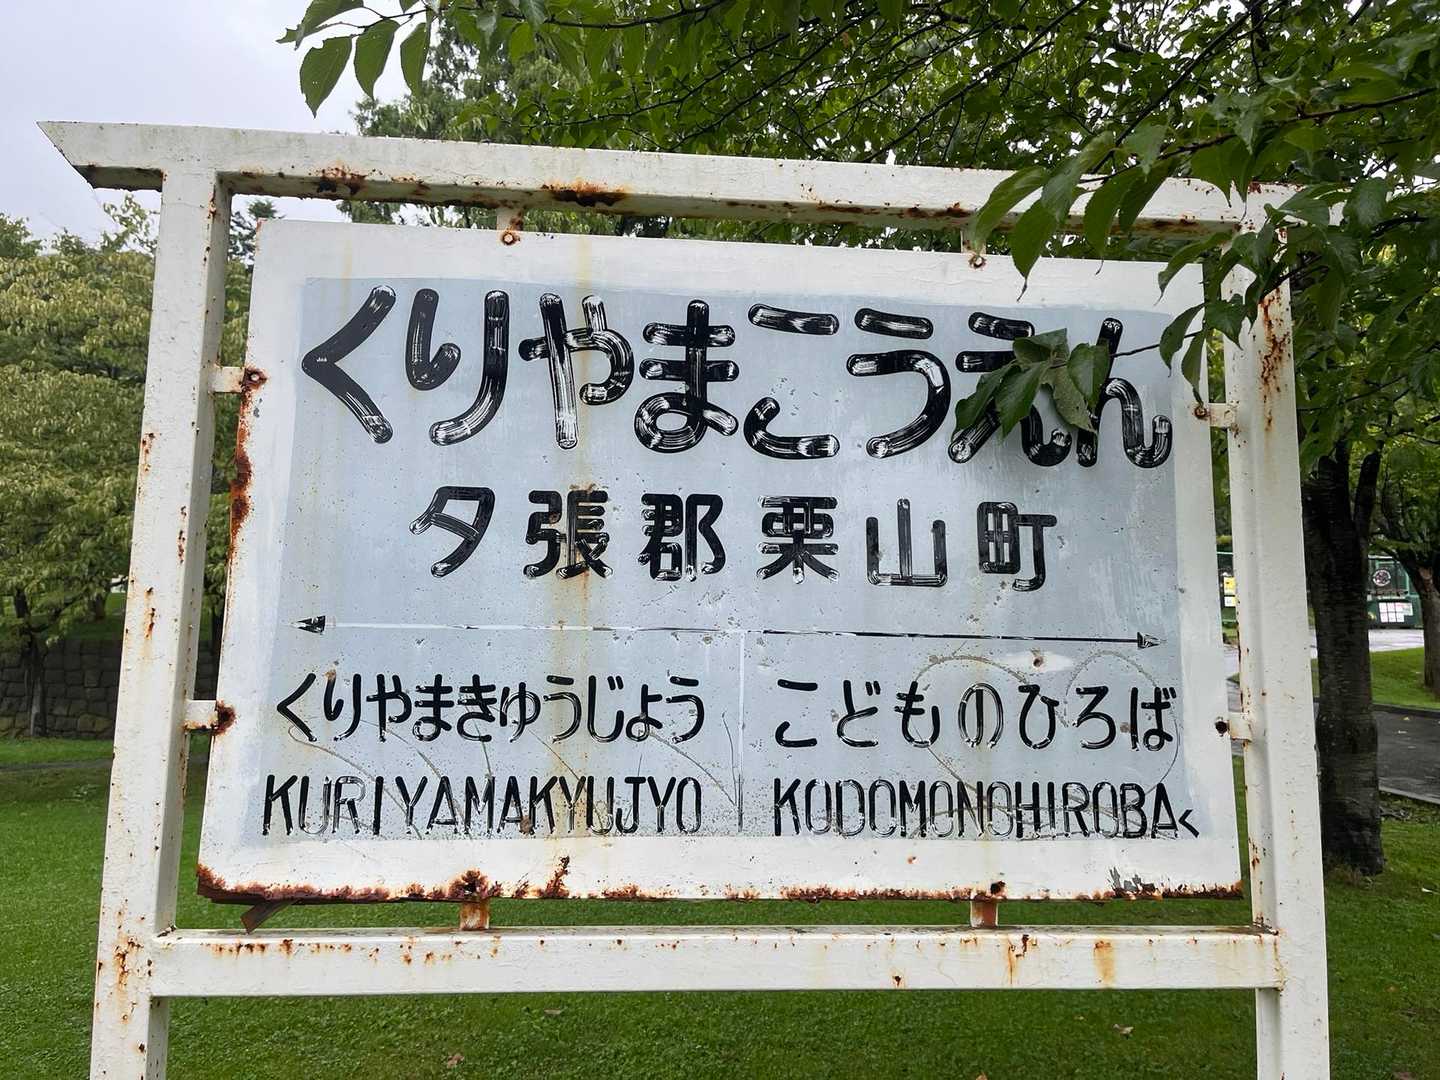 くりやまこうえん
夕張郡栗山町
くりやまきゅうじょう こどものひろば
KURIYAMAKYUJYO KODOMONOHIROBA<